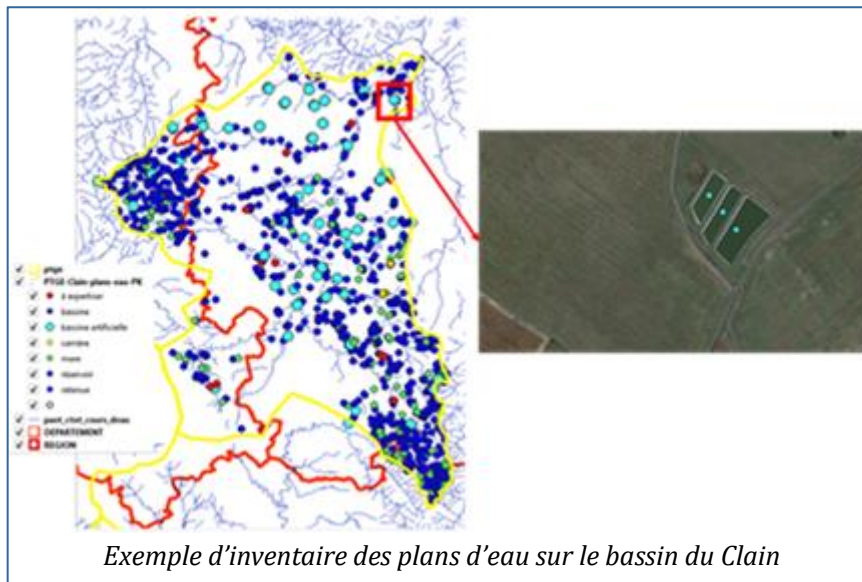 ptge
PTGE-Clain-plans-eau-PN
à expertiser
bassine
bassine artificielle
carrière
mare
réservoir
retenue
DEPARTEMENT
REGION
Exemple d’inventaire des plans d’eau sur le bassin du Clain